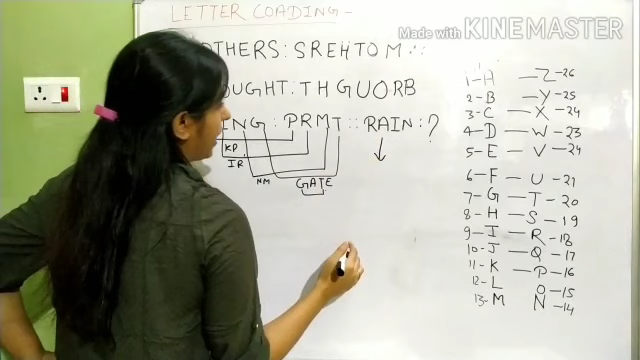 LETTER COADING -
Made with KINEMASTER
OTHERS : SREHTOM ::
OUGHT : THGUORB
ING : PRMT :: RAIN : ?
KP
IR
NM GATE
1 - A — Z - 26
2 - B — Y - 25
3 - C — X - 24
4 - D — W - 23
5 - E — V - 24
6 - F — U - 21
7 - G — T - 20
8 - H — S - 19
9 - I — R - 18
10 - J — Q - 17
11 - K — P - 16
12 - L O - 15
13 - M N - 14